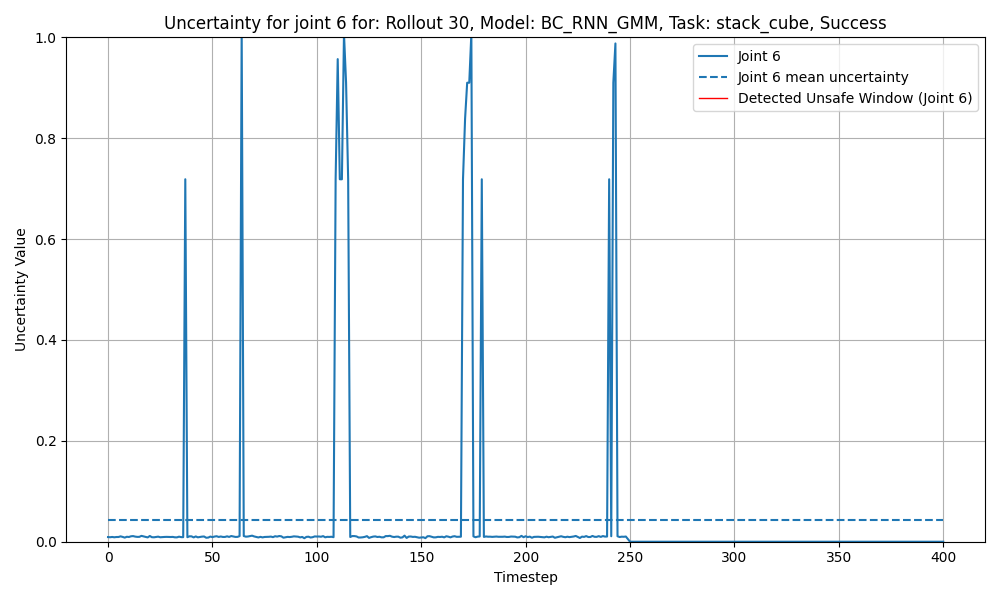 Uncertainty for joint 6 for: Rollout 30, Model: BC_RNN_GMM, Task: stack_cube, Success
Joint 6
Joint 6 mean uncertainty
Detected Unsafe Window (Joint 6)
Uncertainty Value
1.0
0.8
0.6
0.4
0.2
0.0
0 50 100 150 200 250 300 350 400
Timestep